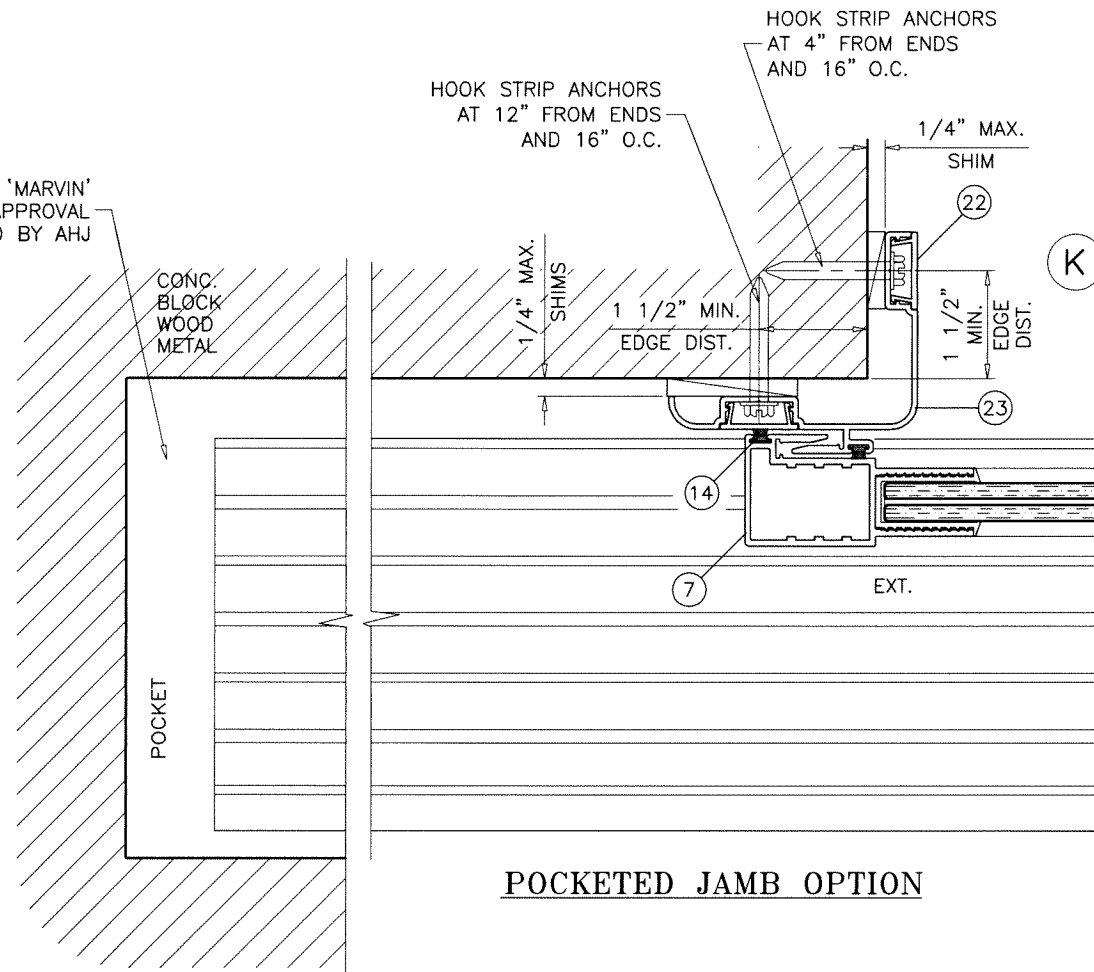 HOOK STRIP ANCHORS
AT 4" FROM ENDS
AND 16" O.C.
HOOK STRIP ANCHORS
AT 12" FROM ENDS
AND 16" O.C.
1/4" MAX.
SHIM
'MARVIN'
APPROVAL
BY AHJ
22
K
CONC.
BLOCK
WOOD
METAL
1/4" MAX.
SHIMS
1 1/2" MIN.
EDGE DIST.
1 1/2"
MIN.
EDGE
DIST.
23
14
7
EXT.
POCKET
POCKETED JAMB OPTION